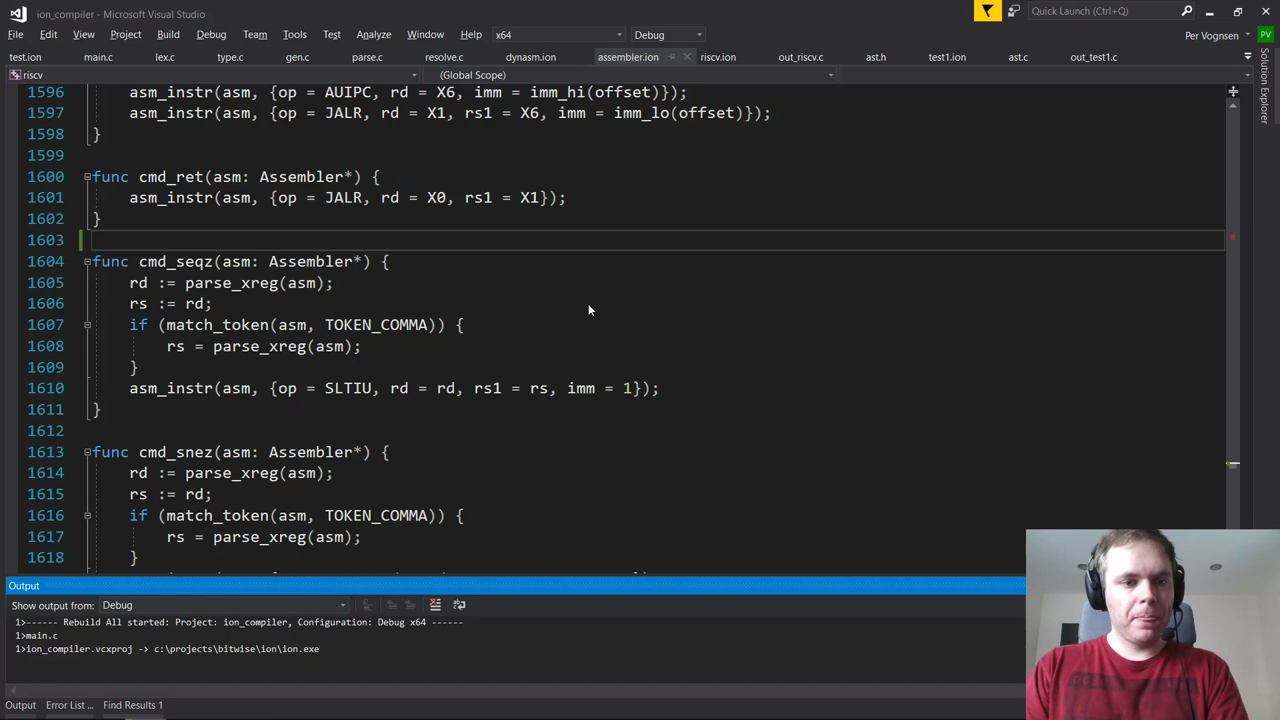 ion_compiler - Microsoft Visual Studio
Quick Launch (Ctrl+Q)
File Edit View Project Build Debug Team Tools Test Analyze Window Help x64 Debug
Per Vognsen PV
test.ion main.c lex.c type.c gen.c parse.c resolve.c dynasm.ion assembler.ion riscv.ion out_riscv.c ast.h test1.ion ast.c out_test1.c
riscv (Global Scope)
Solution Explorer
1596 asm_instr(asm, {op = AUIPC, rd = X6, imm = imm_hi(offset)});
1597 asm_instr(asm, {op = JALR, rd = X1, rs1 = X6, imm = imm_lo(offset)});
1598 }
1599
1600 func cmd_ret(asm: Assembler*) {
1601 asm_instr(asm, {op = JALR, rd = X0, rs1 = X1});
1602 }
1603
1604 func cmd_seqz(asm: Assembler*) {
1605 rd := parse_xreg(asm);
1606 rs := rd;
1607 if (match_token(asm, TOKEN_COMMA)) {
1608 rs = parse_xreg(asm);
1609 }
1610 asm_instr(asm, {op = SLTIU, rd = rd, rs1 = rs, imm = 1});
1611 }
1612
1613 func cmd_snez(asm: Assembler*) {
1614 rd := parse_xreg(asm);
1615 rs := rd;
1616 if (match_token(asm, TOKEN_COMMA)) {
1617 rs = parse_xreg(asm);
1618 }
Output
Show output from: Debug
1>------ Rebuild All started: Project: ion_compiler, Configuration: Debug x64 ------
1>main.c
1>ion_compiler.vcxproj -> c:\projects\bitwise\ion\ion.exe
Output Error List ... Find Results 1